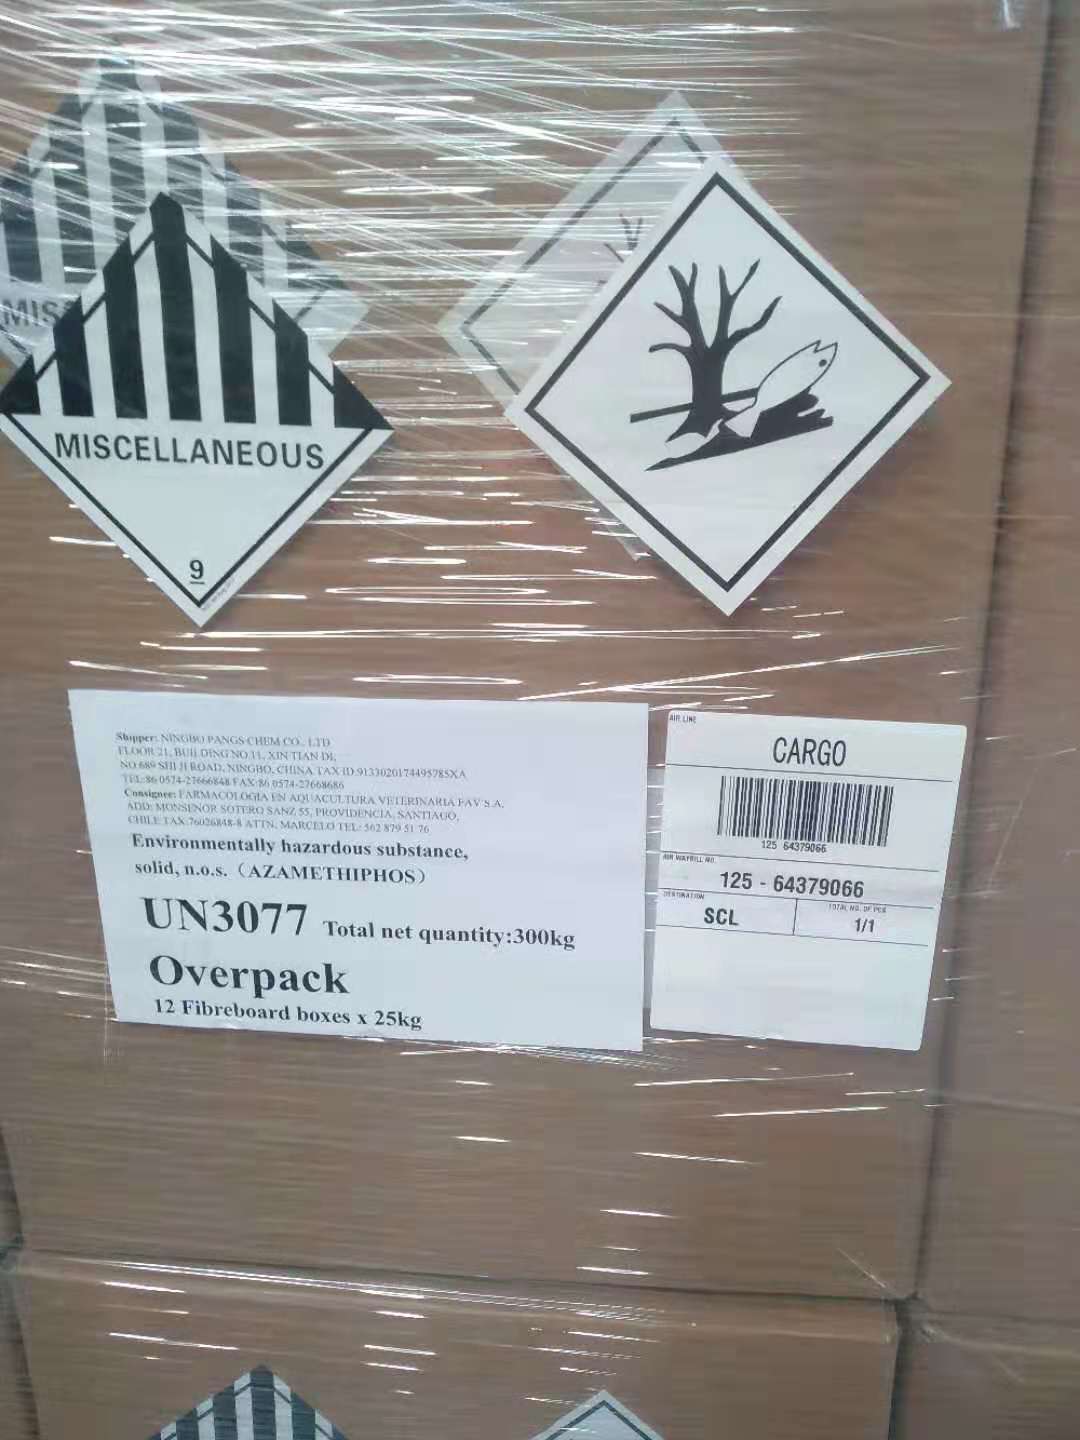 MIS
MISCELLANEOUS
9
Shipper: NINGBO PANGS CHEM CO., LTD
FLOOR 21, BUILDING NO.11, XIN TIAN DI,
NO.689 SHI JI ROAD, NINGBO, CHINA TAX ID:91330201744957​85XA
TEL:86 0574-27666848 FAX:86 0574-27668686
Consignee: FARMACOLOGIA EN AQUACULTURA VETERINARIA FAV S.A.
ADD: MONSENOR SOTERO SANZ 55, PROVIDENCIA, SANTIAGO,
CHILE TAX:76026848-8 ATTN. MARCELO TEL: 562 879 51 76
Environmentally hazardous substance,
solid, n.o.s.（AZAMETHIPHOS）
UN3077 Total net quantity:300kg
Overpack
12 Fibreboard boxes x 25kg
AIR LINE
CARGO
125 64379066
AIR WAYBILL NO.
125 - 64379066
DESTINATION
SCL
TOTAL NO. OF PCS
1/1